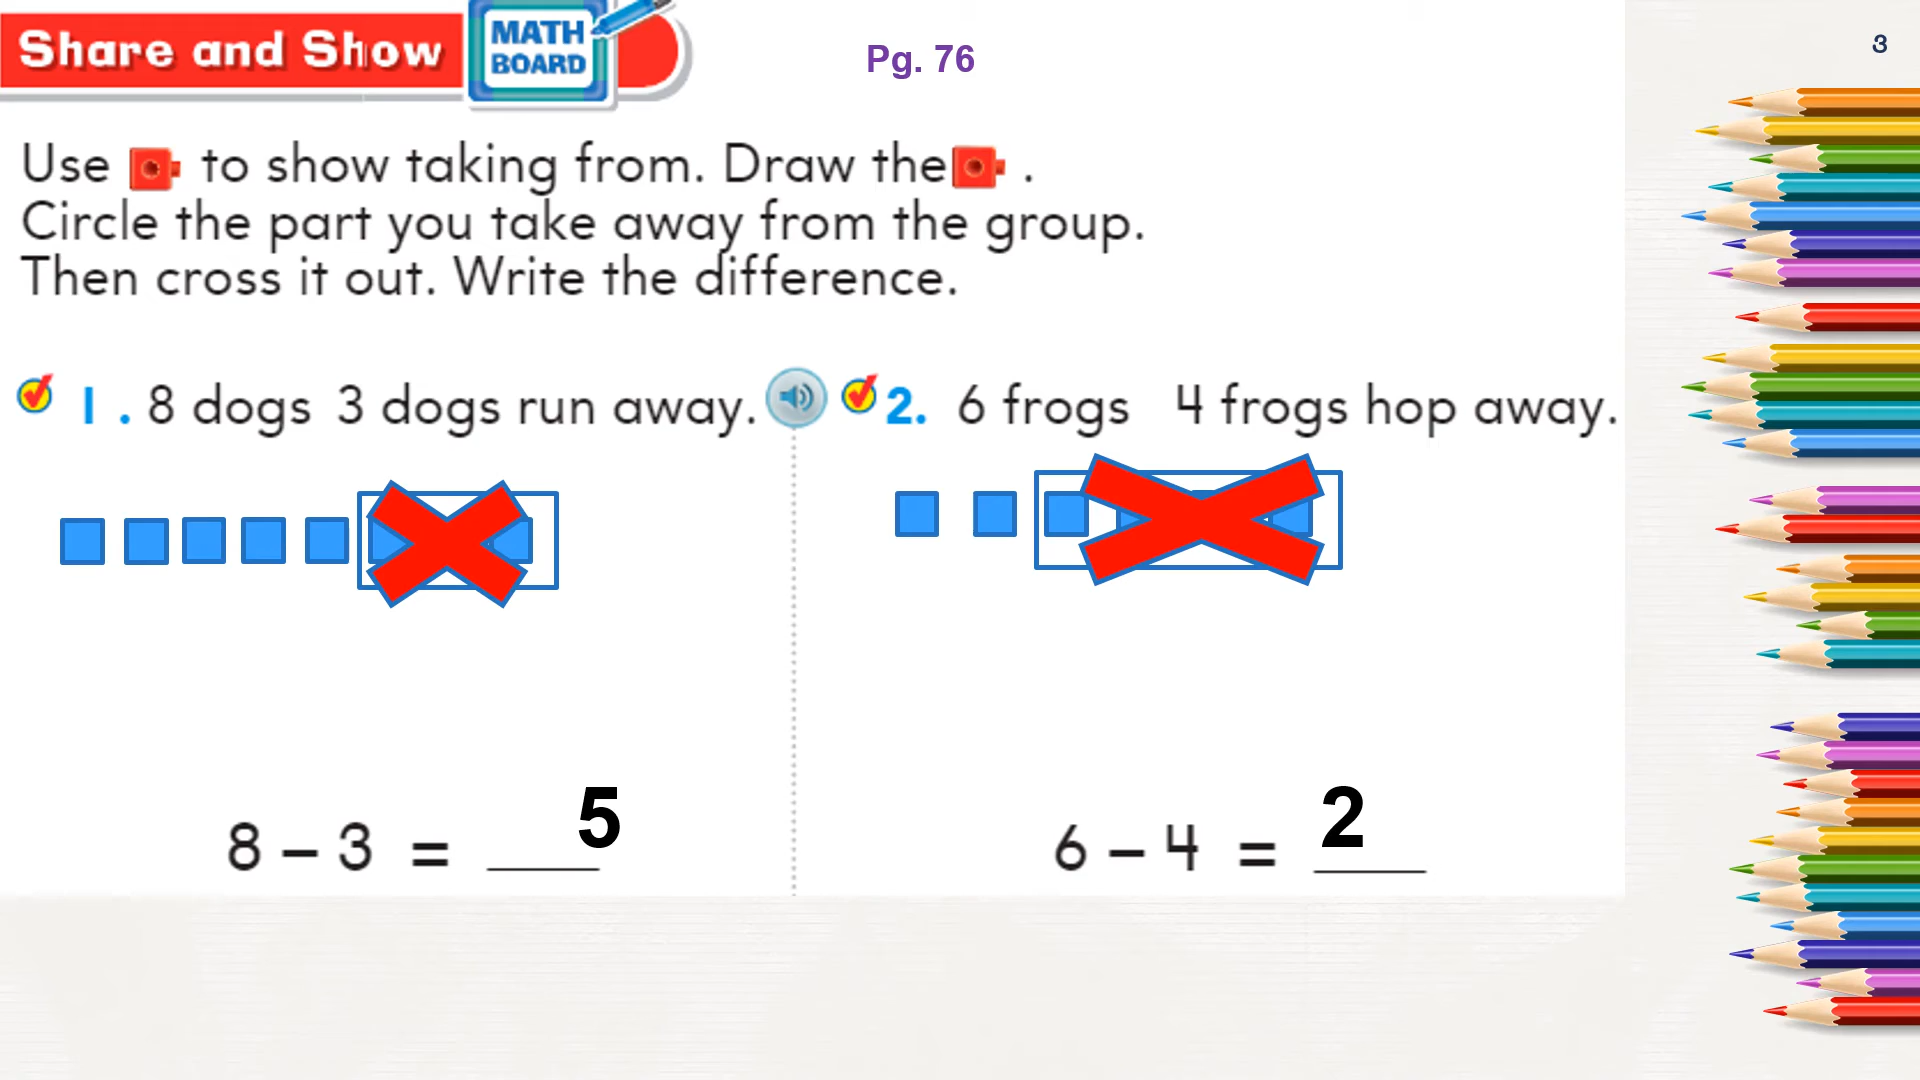 Share and Show
MATH
BOARD
Pg. 76
3
Use to show taking from. Draw the .
Circle the part you take away from the group.
Then cross it out. Write the difference.
1. 8 dogs 3 dogs run away.
2. 6 frogs 4 frogs hop away.
8 – 3 = 5
6 – 4 = 2